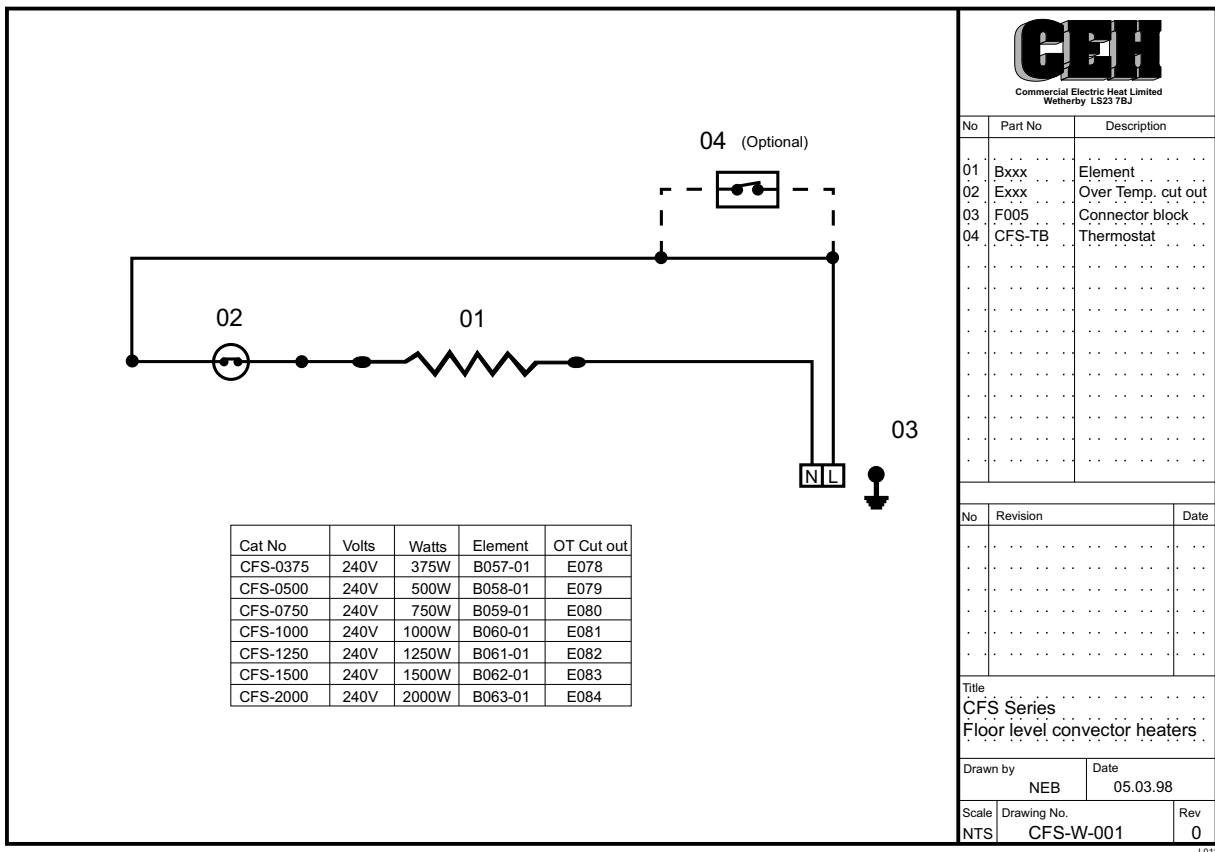 04 (Optional)
02
01
03
N L
Cat No Volts Watts Element OT Cut out
CFS-0375 240V 375W B057-01 E078
CFS-0500 240V 500W B058-01 E079
CFS-0750 240V 750W B059-01 E080
CFS-1000 240V 1000W B060-01 E081
CFS-1250 240V 1250W B061-01 E082
CFS-1500 240V 1500W B062-01 E083
CFS-2000 240V 2000W B063-01 E084
CEH
Commercial Electric Heat Limited
Wetherby LS23 7BJ
No Part No Description
01 Bxxx Element
02 Exxx Over Temp. cut out
03 F005 Connector block
04 CFS-TB Thermostat
No Revision Date
Title
CFS Series
Floor level convector heaters
Drawn by Date
NEB 05.03.98
Scale Drawing No. Rev
NTS CFS-W-001 0